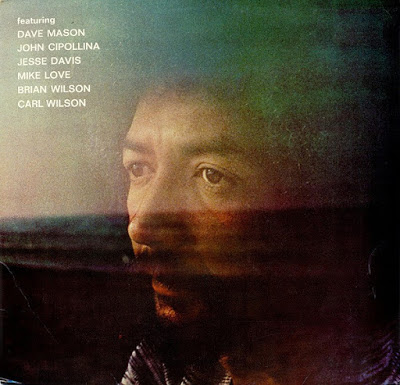 featuring
DAVE MASON
JOHN CIPOLLINA
JESSE DAVIS
MIKE LOVE
BRIAN WILSON
CARL WILSON